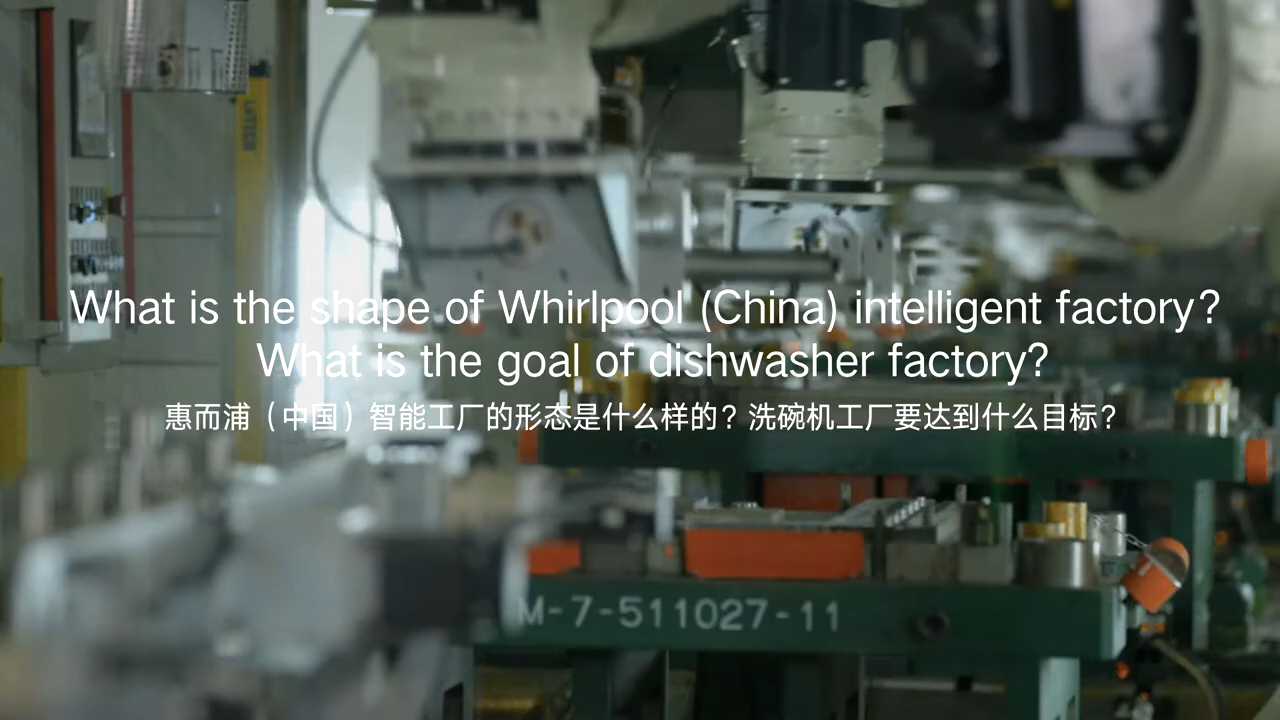 What is the shape of Whirlpool (China) intelligent factory?
What is the goal of dishwasher factory?
惠而浦（中国）智能工厂的形态是什么样的？洗碗机工厂要达到什么目标？
M-7-511027-11